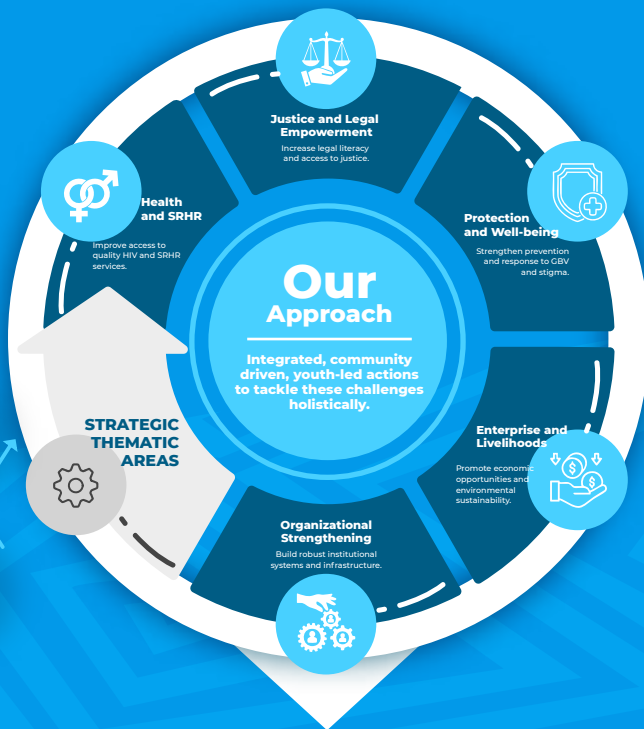 Justice and Legal
Empowerment
Increase legal literacy
and access to justice.
Health
and SRHR
Improve access to
quality HIV and SRHR
services.
Protection
and Well-being
Strengthen prevention
and response to GBV
and stigma.
Our
Approach
Integrated, community
driven, youth-led actions
to tackle these challenges
holistically.
STRATEGIC
THEMATIC
AREAS
Enterprise and
Livelihoods
Promote economic
opportunities and
environmental
sustainability.
Organizational
Strengthening
Build robust institutional
systems and infrastructure.